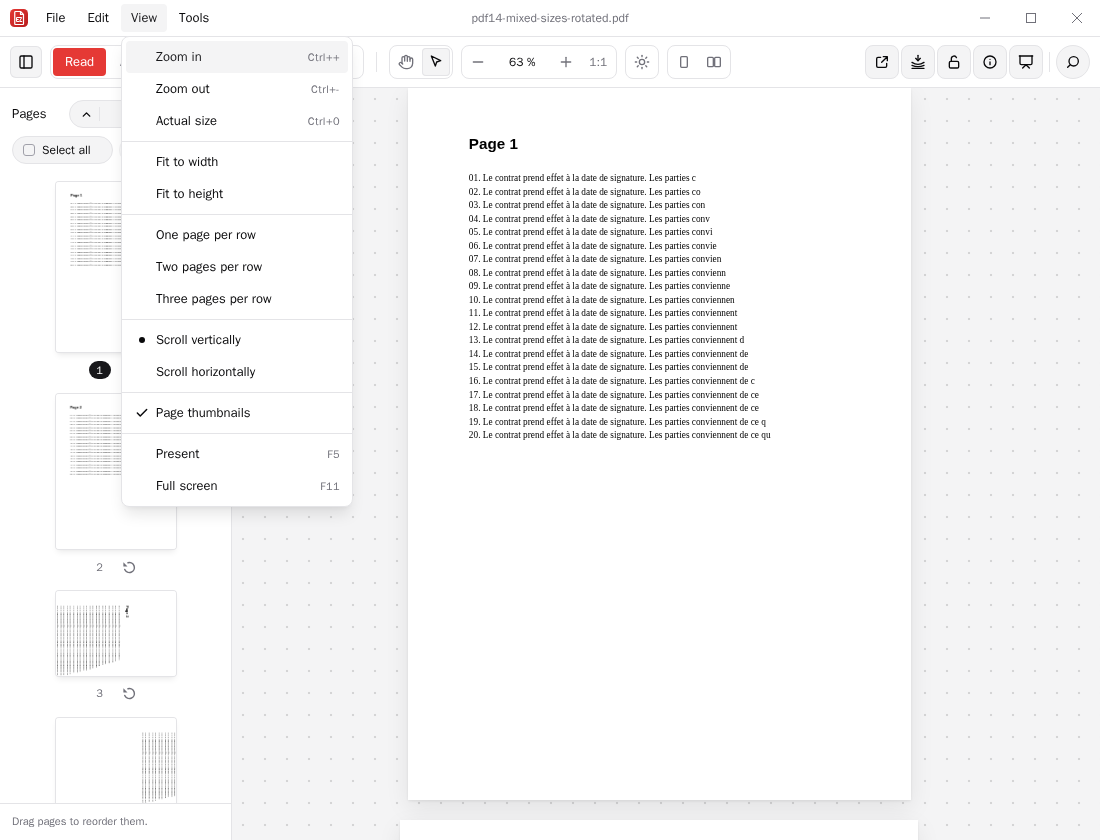 File Edit View Tools
pdf14-mixed-sizes-rotated.pdf
Read
63 %
1:1
Pages
Select all
Zoom in Ctrl++
Zoom out Ctrl+-
Actual size Ctrl+0
Fit to width
Fit to height
One page per row
Two pages per row
Three pages per row
Scroll vertically
Scroll horizontally
Page thumbnails
Present F5
Full screen F11
Page 1
1
Page 2
2
3
Drag pages to reorder them.
Page 1
01. Le contrat prend effet à la date de signature. Les parties c
02. Le contrat prend effet à la date de signature. Les parties co
03. Le contrat prend effet à la date de signature. Les parties con
04. Le contrat prend effet à la date de signature. Les parties conv
05. Le contrat prend effet à la date de signature. Les parties convi
06. Le contrat prend effet à la date de signature. Les parties convie
07. Le contrat prend effet à la date de signature. Les parties convien
08. Le contrat prend effet à la date de signature. Les parties convienn
09. Le contrat prend effet à la date de signature. Les parties convienne
10. Le contrat prend effet à la date de signature. Les parties conviennen
11. Le contrat prend effet à la date de signature. Les parties conviennent
12. Le contrat prend effet à la date de signature. Les parties conviennent
13. Le contrat prend effet à la date de signature. Les parties conviennent d
14. Le contrat prend effet à la date de signature. Les parties conviennent de
15. Le contrat prend effet à la date de signature. Les parties conviennent de
16. Le contrat prend effet à la date de signature. Les parties conviennent de c
17. Le contrat prend effet à la date de signature. Les parties conviennent de ce
18. Le contrat prend effet à la date de signature. Les parties conviennent de ce
19. Le contrat prend effet à la date de signature. Les parties conviennent de ce q
20. Le contrat prend effet à la date de signature. Les parties conviennent de ce qu